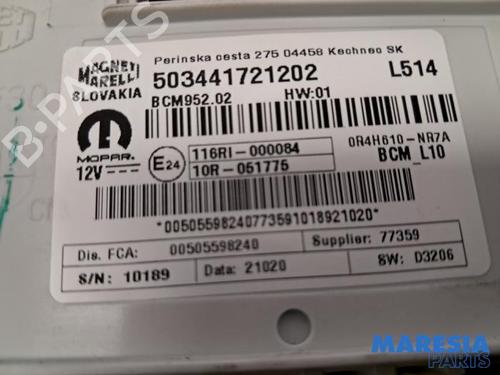 Perinska cesta 275 04458 Kechnec SK
MAGNETI
MARELLI
SLOVAKIA
503441721202
L514
BCM952.02
HW:01
MOPAR.
12V
E24
116RI-000084
10R-051775
0R4H610-NR7A
BCM_L10
*00505598240773591018921020*
Dis. FCA:
00505598240
Supplier: 77359
S/N: 10189
Data: 21020
SW: D3206
B-PARTS
MARESIA
PARTS